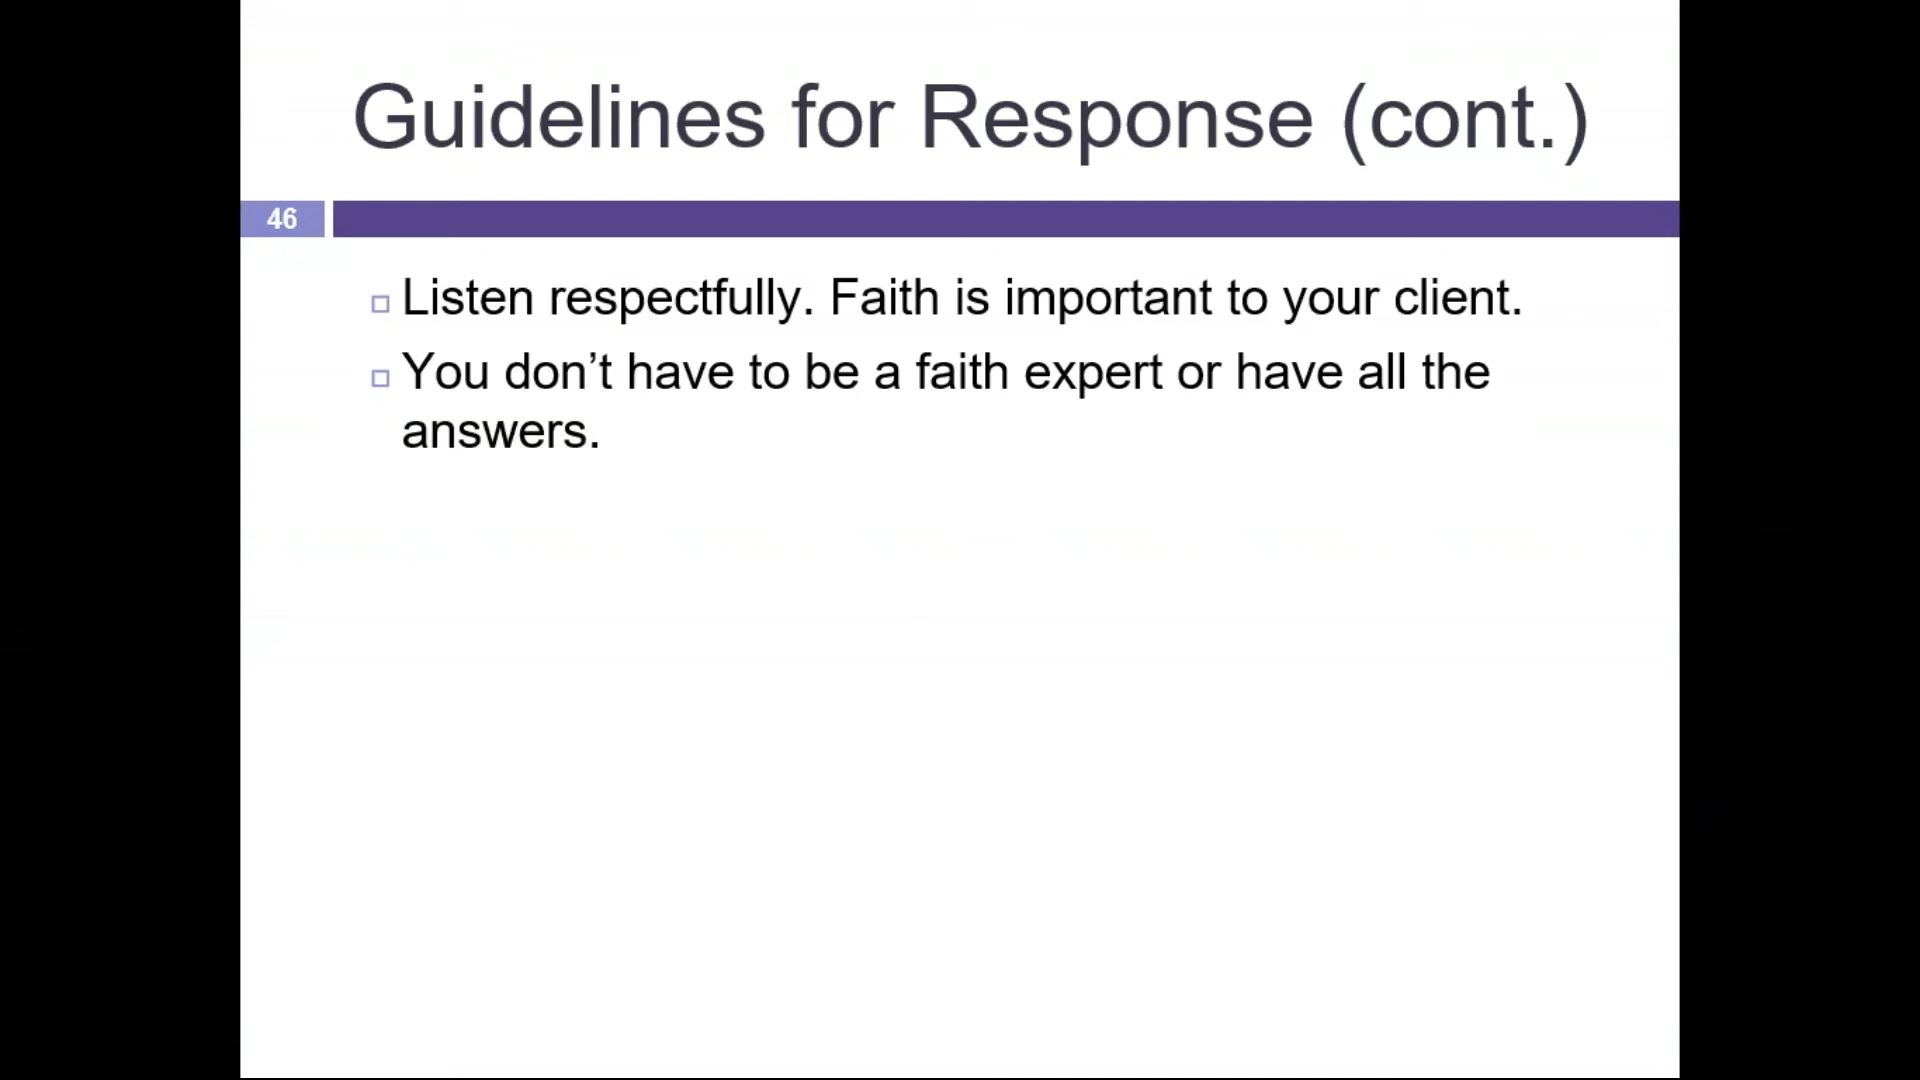 Guidelines for Response (cont.)
46
Listen respectfully. Faith is important to your client.
You don’t have to be a faith expert or have all the
answers.